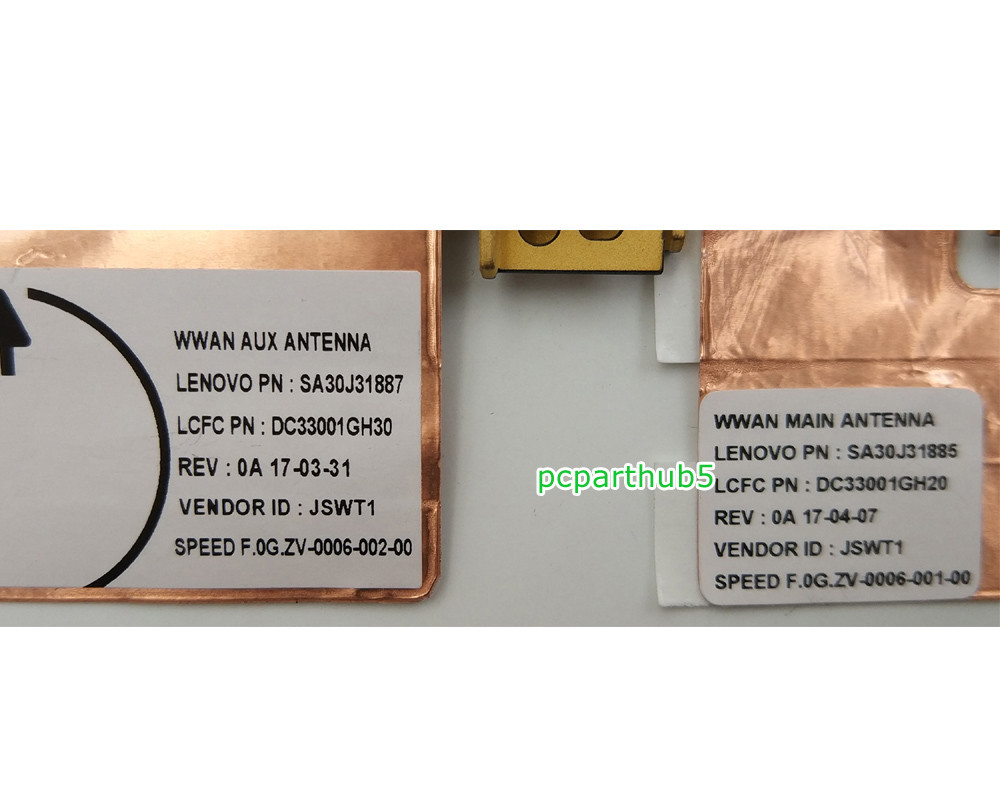 WWAN AUX ANTENNA
LENOVO PN : SA30J31887
LCFC PN : DC33001GH30
REV : 0A 17-03-31
VENDOR ID : JSWT1
SPEED F.0G.ZV-0006-002-00
pcparthub5
WWAN MAIN ANTENNA
LENOVO PN : SA30J31885
LCFC PN : DC33001GH20
REV : 0A 17-04-07
VENDOR ID : JSWT1
SPEED F.0G.ZV-0006-001-00